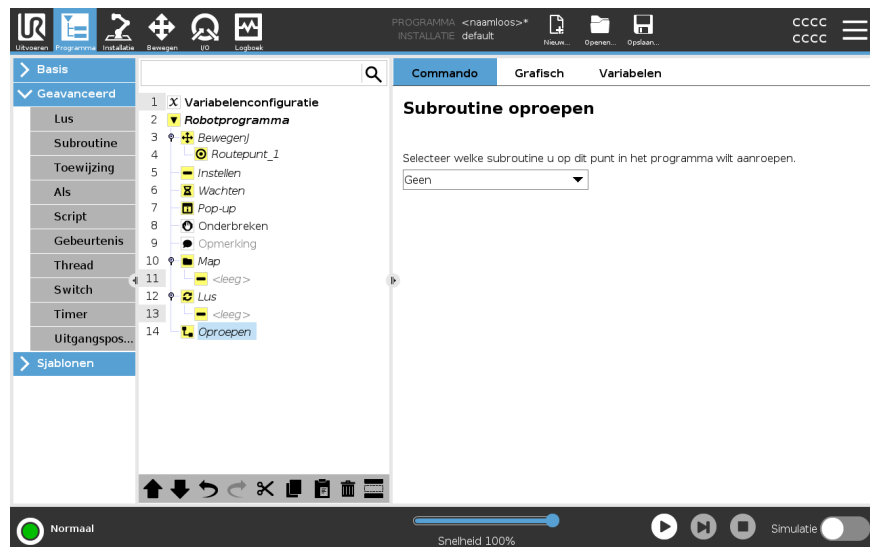 PROGRAMMA <naamloos>*
INSTALLATIE default
CCCC
CCCC
Uitvoeren Programma Installatie Bewegen I/O Logboek Nieuw... Openen... Opslaan...
Basis
Geavanceerd
Lus
Subroutine
Toewijzing
Als
Script
Gebeurtenis
Thread
Switch
Timer
Uitgangspos...
Sjablonen
1 X Variabelenconfiguratie
2 Robotprogramma
3 BewegenJ
4 Routepunt_1
5 Instellen
6 Wachten
7 Pop-up
8 Onderbreken
9 Opmerking
10 Map
11 <leeg>
12 Lus
13 <leeg>
14 Oproepen
Commando Grafisch Variabelen
Subroutine oproepen
Selecteer welke subroutine u op dit punt in het programma wilt aanroepen.
Geen
Normaal
Snelheid 100%
Simulatie